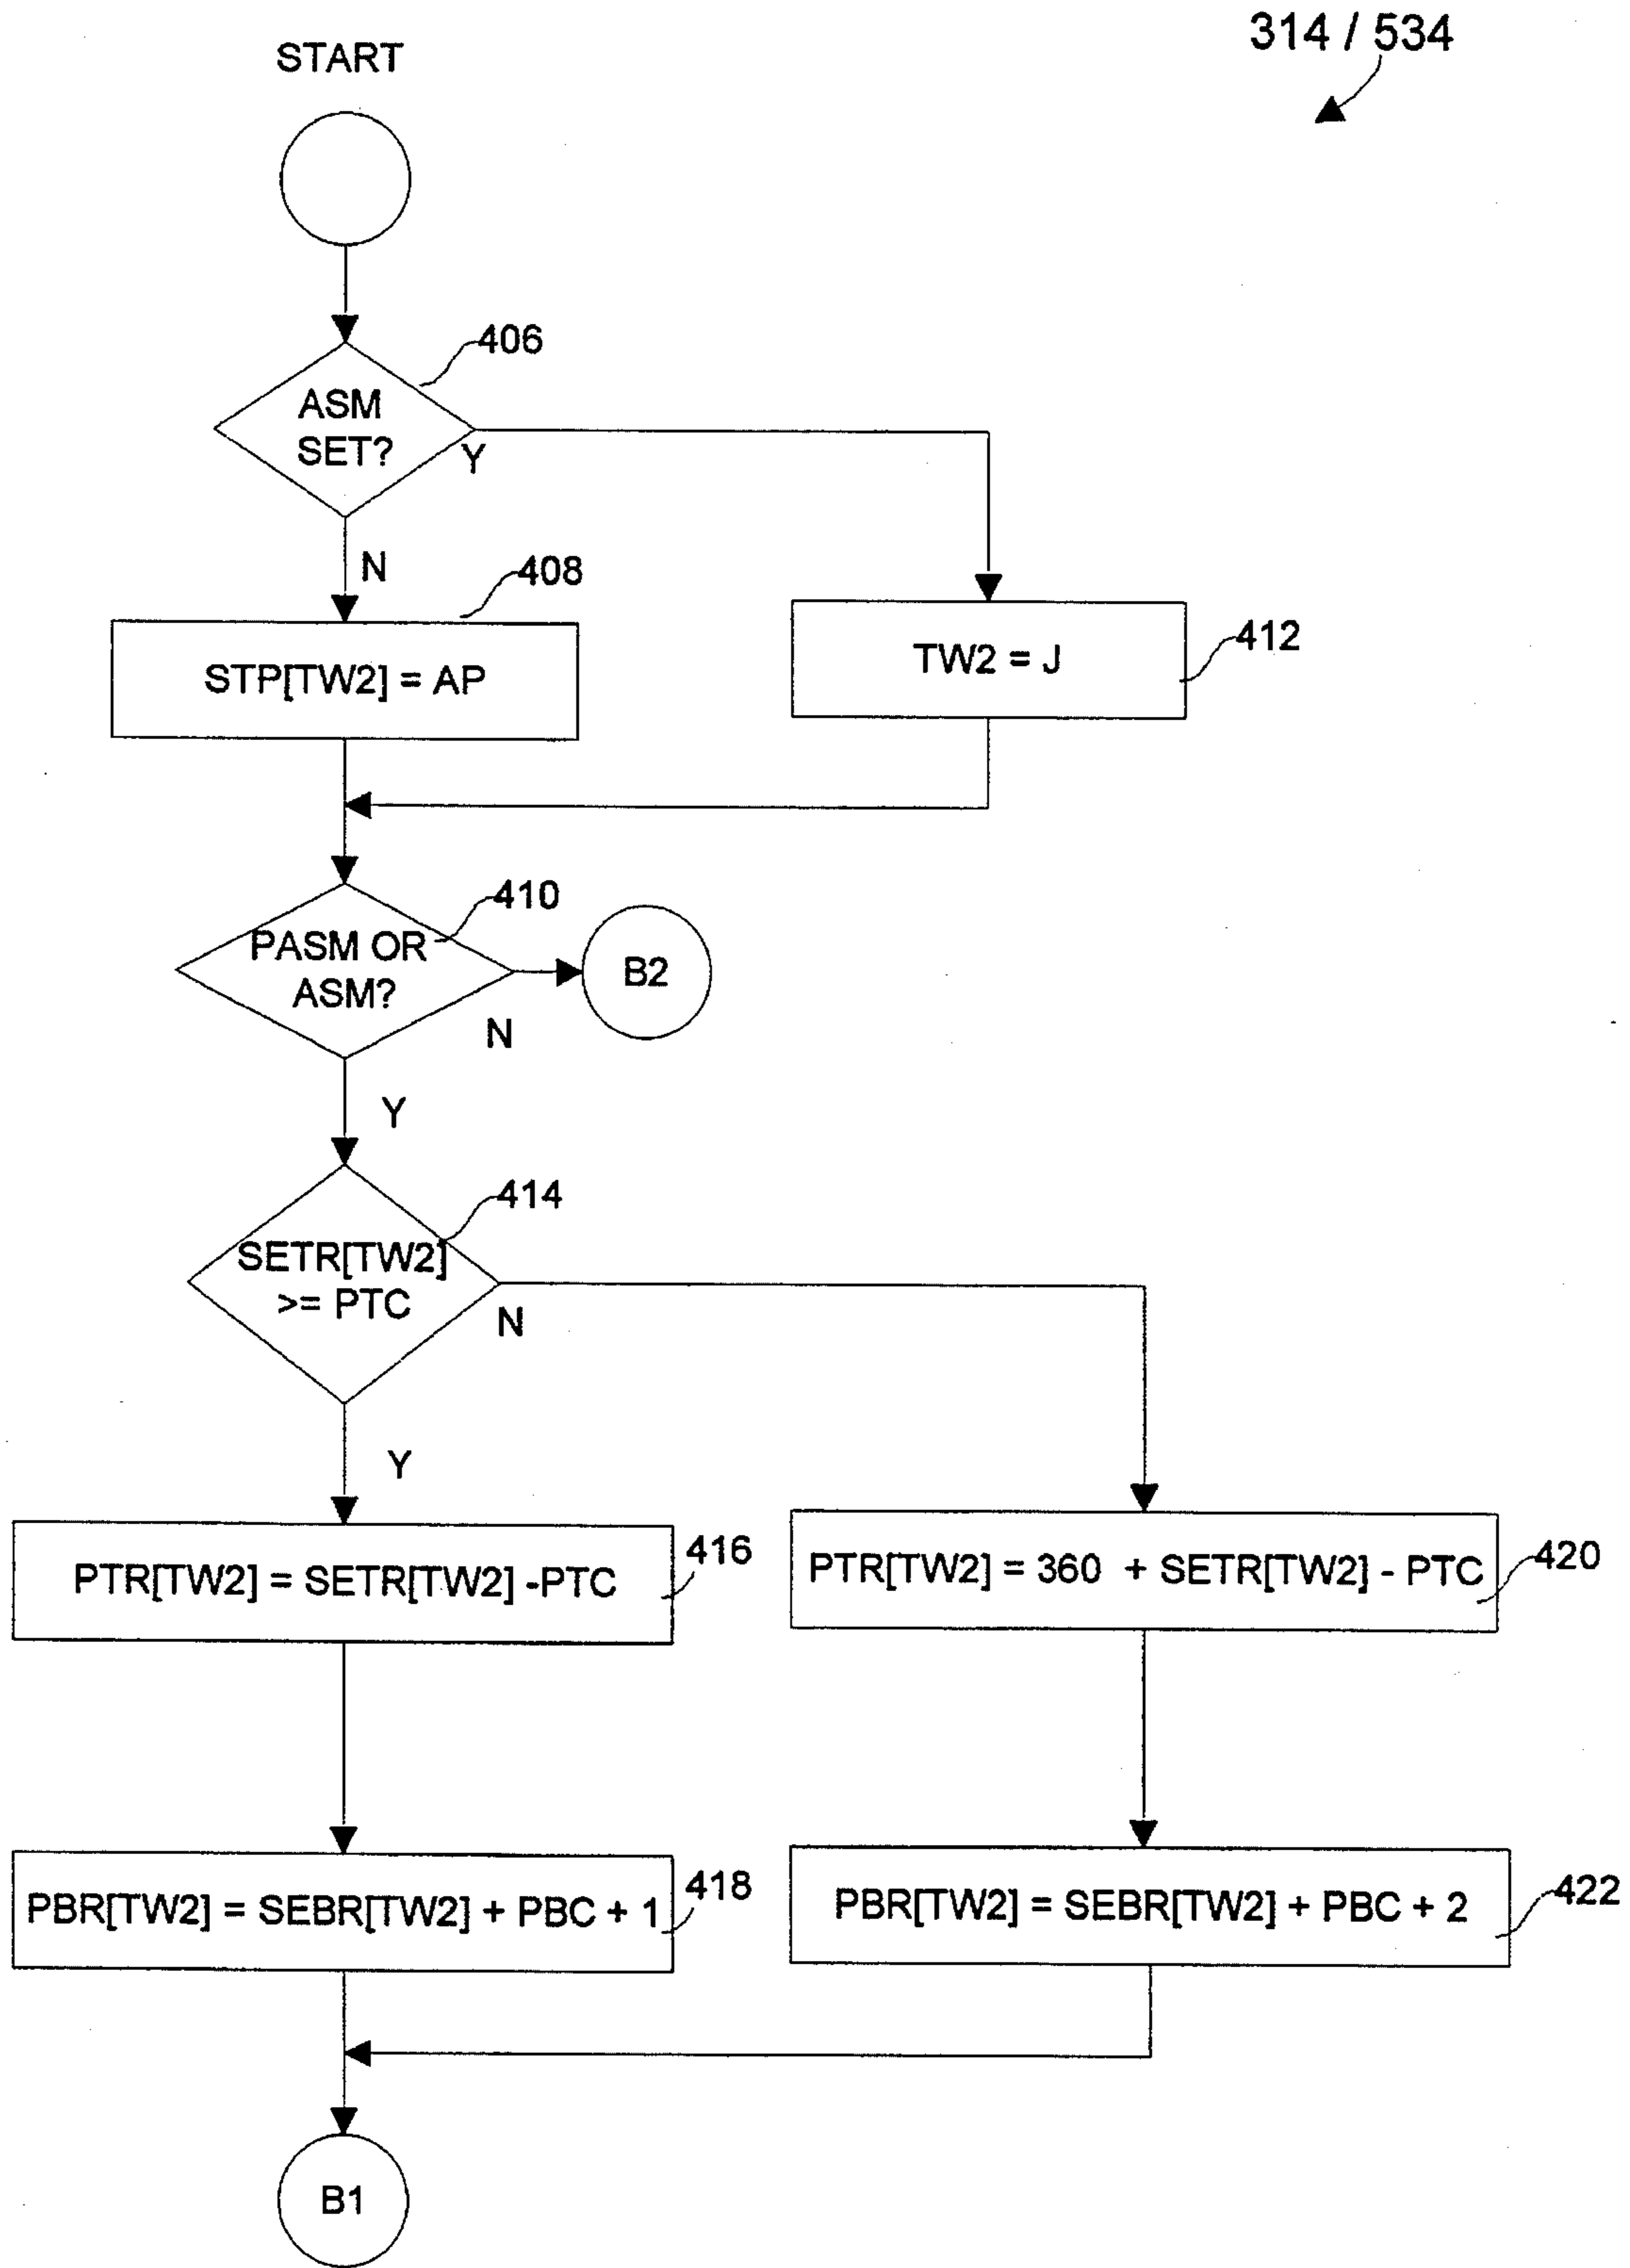 314 / 534
START
406
ASM
SET?
Y
N
408
STP[TW2] = AP
TW2 = J
412
410
PASM OR
ASM?
B2
N
Y
414
SETR[TW2]
>= PTC
N
Y
PTR[TW2] = SETR[TW2] -PTC
416
PTR[TW2] = 360 + SETR[TW2] - PTC
420
PBR[TW2] = SEBR[TW2] + PBC + 1
418
PBR[TW2] = SEBR[TW2] + PBC + 2
422
B1